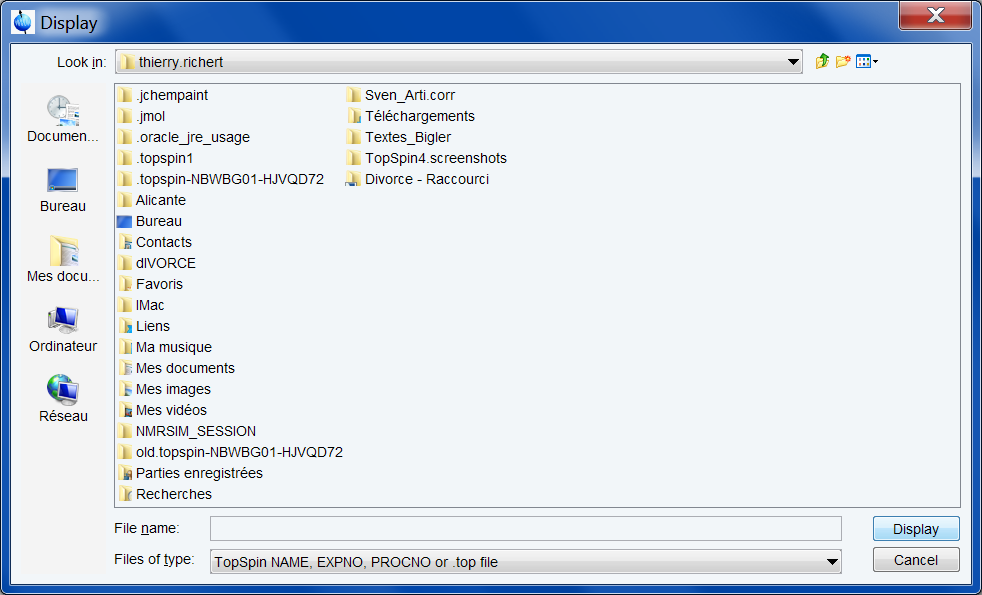 Display
Look in: thierry.richert
Documen...
Bureau
Mes docu...
Ordinateur
Réseau
.jchempaint
.jmol
.oracle_jre_usage
.topspin1
.topspin-NBWBG01-HJVQD72
Alicante
Bureau
Contacts
dIVORCE
Favoris
IMac
Liens
Ma musique
Mes documents
Mes images
Mes vidéos
NMRSIM_SESSION
old.topspin-NBWBG01-HJVQD72
Parties enregistrées
Recherches
Sven_Arti.corr
Téléchargements
Textes_Bigler
TopSpin4.screenshots
Divorce - Raccourci
File name:
Display
Files of type: TopSpin NAME, EXPNO, PROCNO or .top file
Cancel